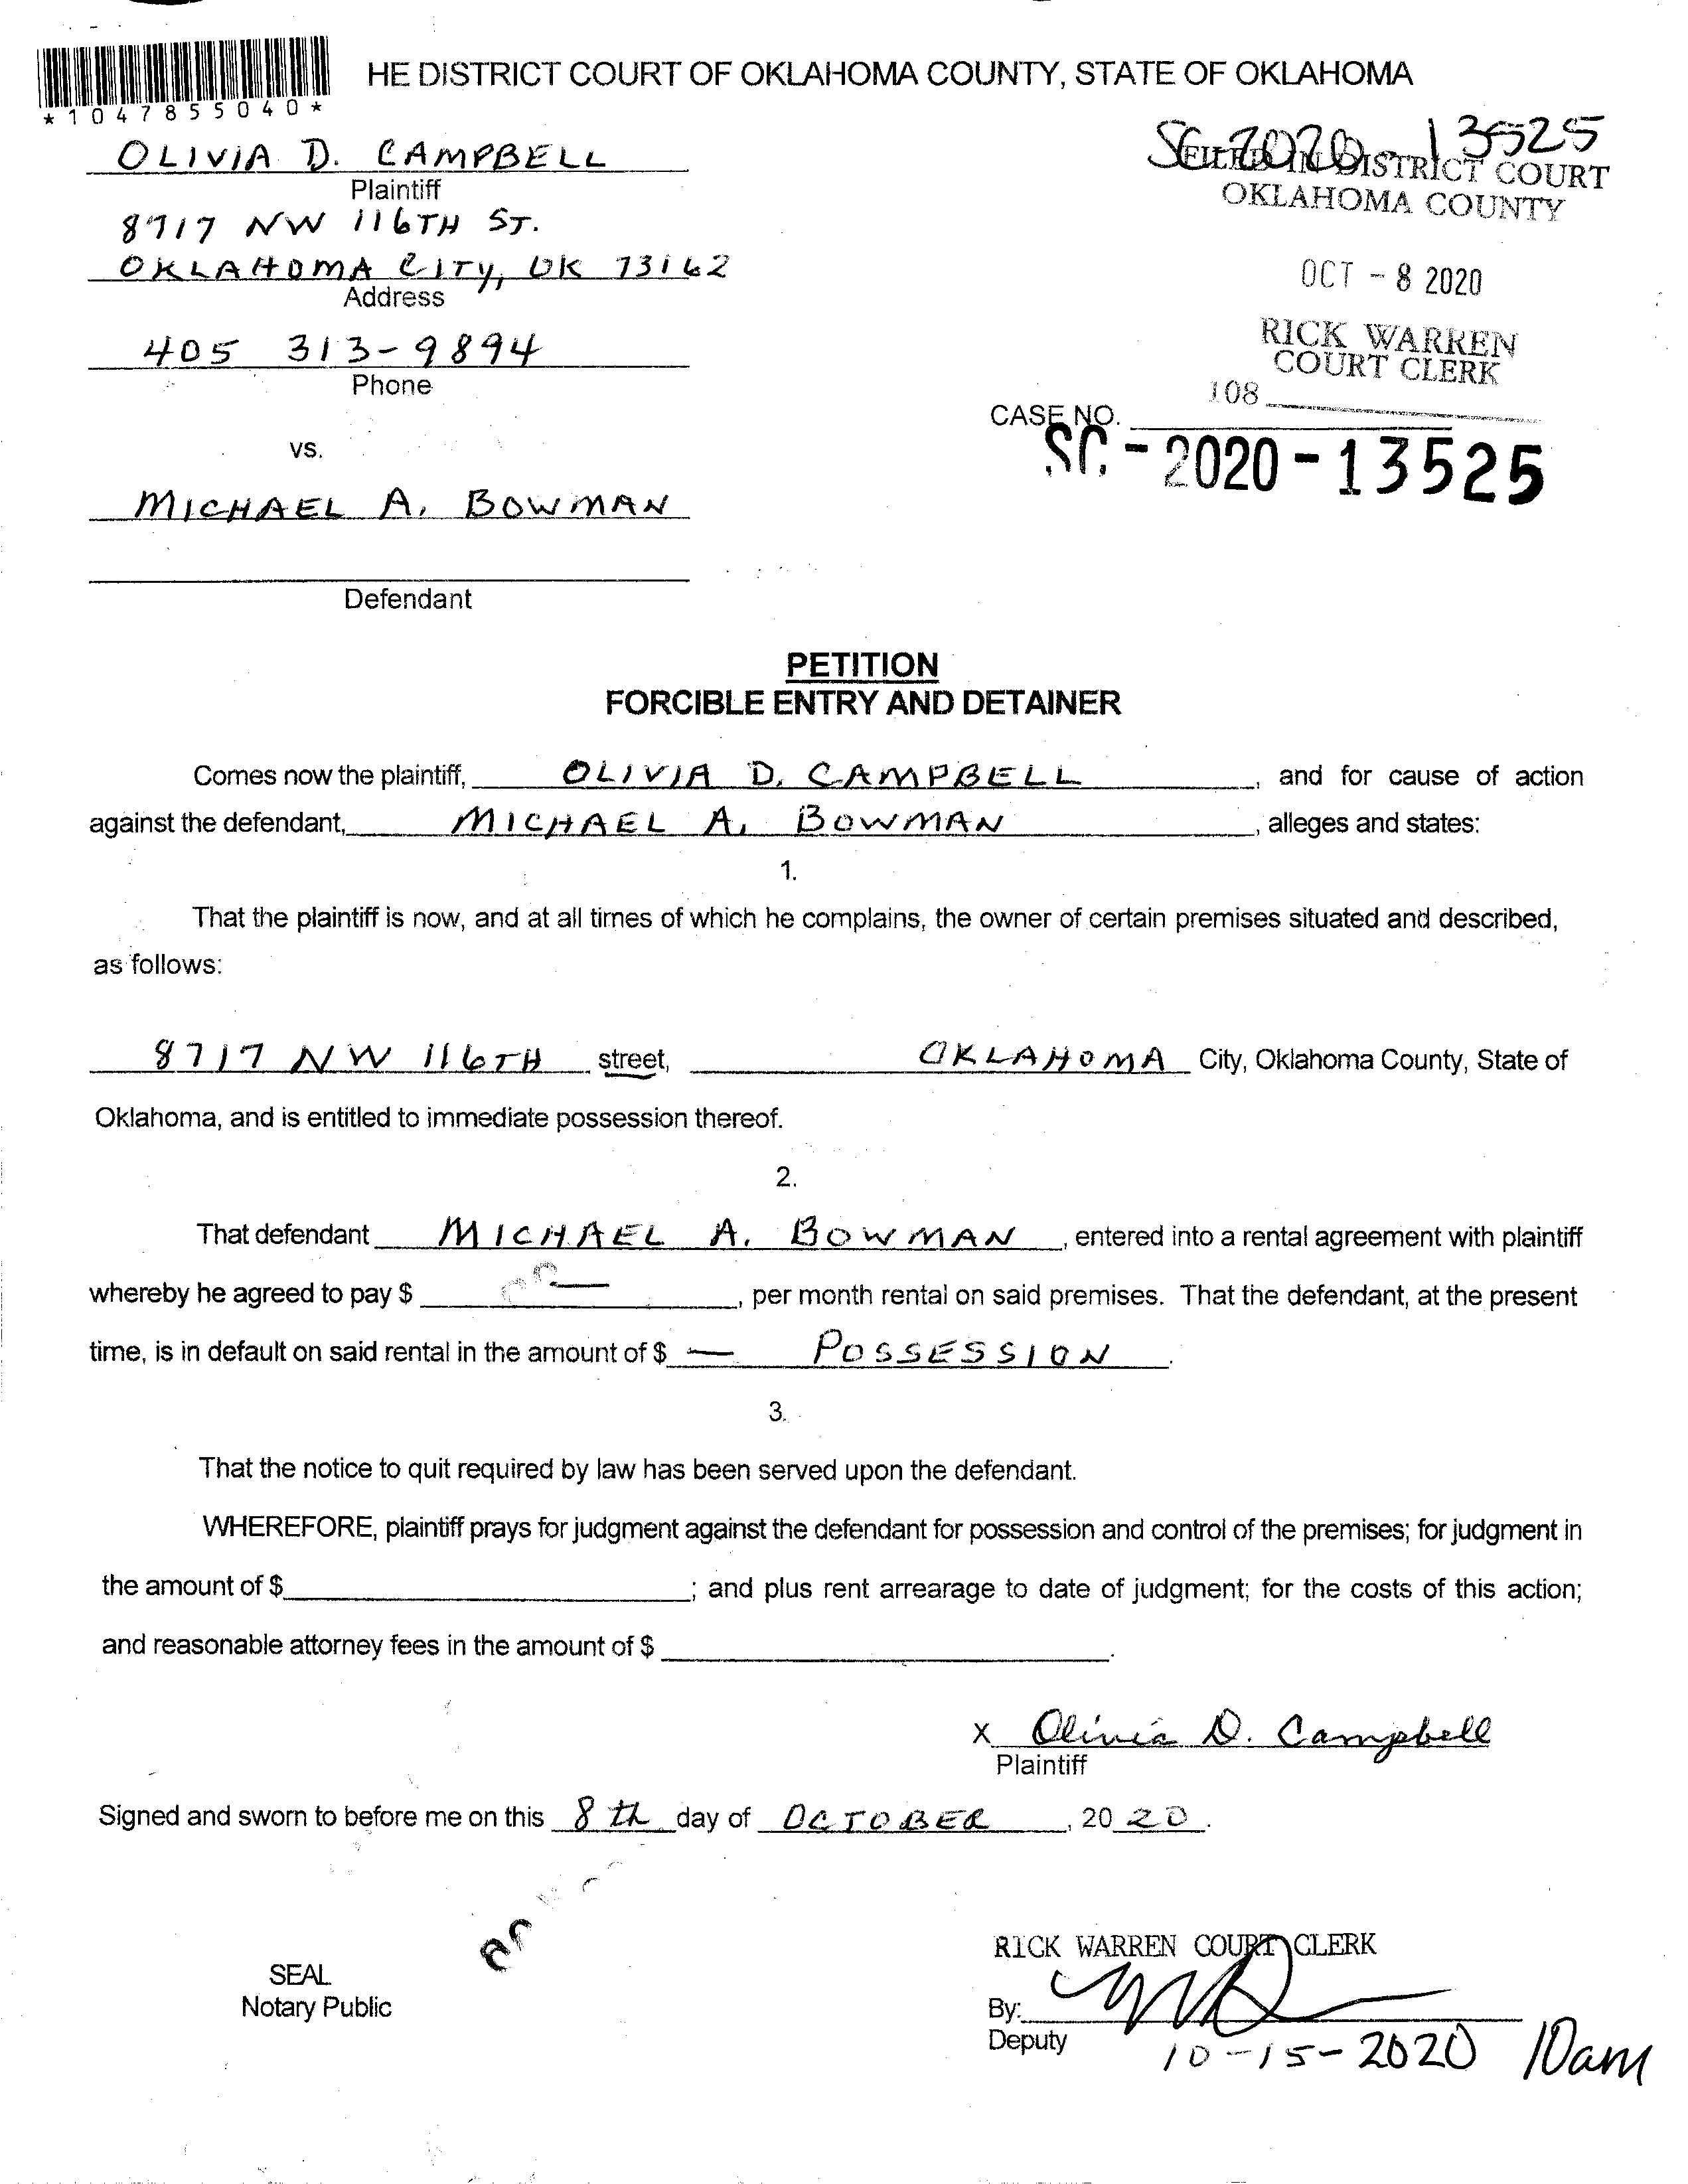 HE DISTRICT COURT OF OKLAHOMA COUNTY, STATE OF OKLAHOMA
*1047855040*
SC-2020-13525
OLIVIA D. CAMPBELL
FILED IN DISTRICT COURT
Plaintiff
OKLAHOMA COUNTY
8717 NW 116TH ST.
OKLAHOMA CITY, OK 73162
OCT - 8 2020
Address
405 313-9894
RICK WARREN
COURT CLERK
Phone
108
CASE NO.
SC - 2020 - 13525
vs.
MICHAEL A. BOWMAN
Defendant
PETITION
FORCIBLE ENTRY AND DETAINER
Comes now the plaintiff, OLIVIA D. CAMPBELL, and for cause of action
against the defendant, MICHAEL A. BOWMAN, alleges and states:
1.
That the plaintiff is now, and at all times of which he complains, the owner of certain premises situated and described,
as follows:
8717 NW 116TH street, OKLAHOMA City, Oklahoma County, State of
Oklahoma, and is entitled to immediate possession thereof.
2.
That defendant MICHAEL A. BOWMAN, entered into a rental agreement with plaintiff
whereby he agreed to pay $ —, per month rental on said premises. That the defendant, at the present
time, is in default on said rental in the amount of $ — POSSESSION.
3.
That the notice to quit required by law has been served upon the defendant.
WHEREFORE, plaintiff prays for judgment against the defendant for possession and control of the premises; for judgment in
the amount of $ ; and plus rent arrearage to date of judgment; for the costs of this action;
and reasonable attorney fees in the amount of $ .
X Olivia D. Campbell
Plaintiff
Signed and sworn to before me on this 8th day of OCTOBER, 2020.
RICK WARREN COURT CLERK
SEAL
Notary Public
By:
Deputy
10-15-2020 10am